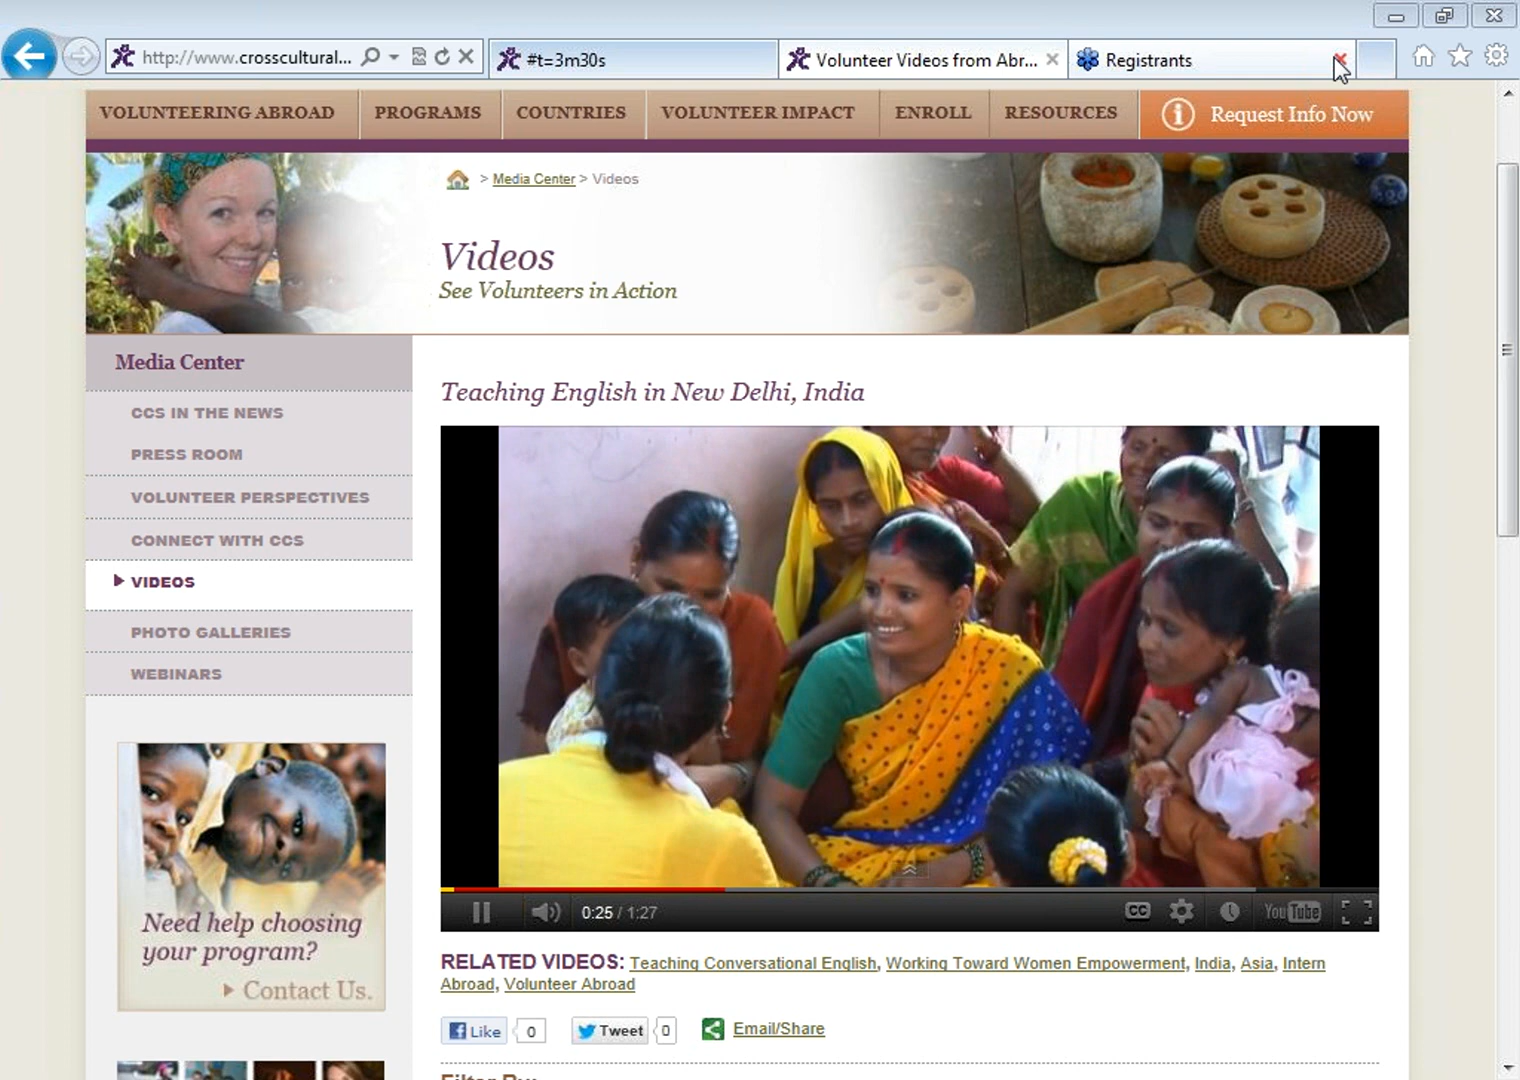 http://www.crosscultural...
#t=3m30s
Volunteer Videos from Abr...
Registrants
VOLUNTEERING ABROAD
PROGRAMS
COUNTRIES
VOLUNTEER IMPACT
ENROLL
RESOURCES
Request Info Now
> Media Center > Videos
Videos
See Volunteers in Action
Media Center
CCS IN THE NEWS
PRESS ROOM
VOLUNTEER PERSPECTIVES
CONNECT WITH CCS
VIDEOS
PHOTO GALLERIES
WEBINARS
Need help choosing
your program?
Contact Us.
Teaching English in New Delhi, India
0:25 / 1:27
CC
YouTube
RELATED VIDEOS: Teaching Conversational English, Working Toward Women Empowerment, India, Asia, Intern
Abroad, Volunteer Abroad
Like 0
Tweet 0
Email/Share
Filter By: